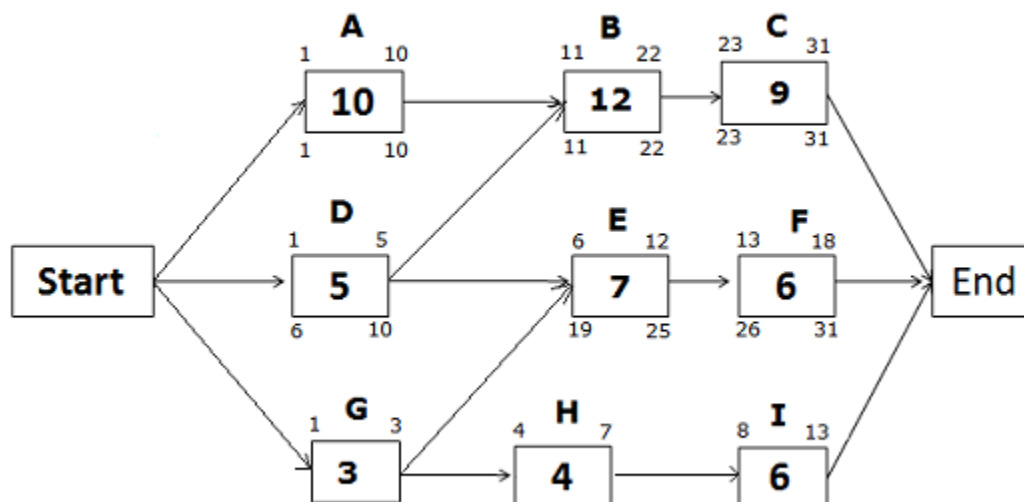 A B C
1 10 11 22 23 31
10 12 9
1 10 11 22 23 31
D E F
1 5 6 12 13 18
Start 5 7 6 End
6 10 19 25 26 31
G H I
1 3 4 7 8 13
3 4 6